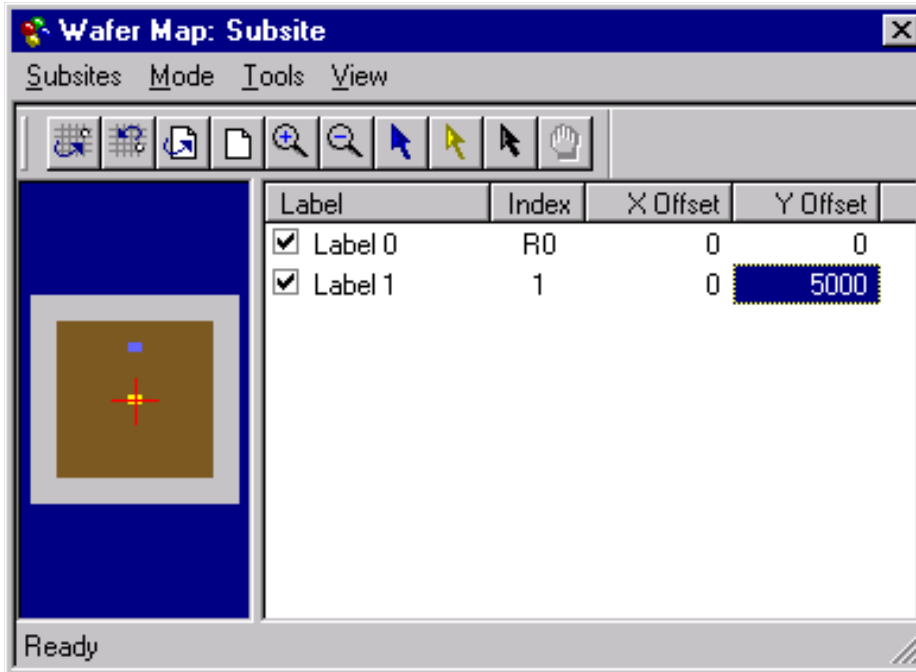 Wafer Map: Subsite
Subsites Mode Tools View
Label Index X Offset Y Offset
Label 0 R0 0 0
Label 1 1 0 5000
Ready